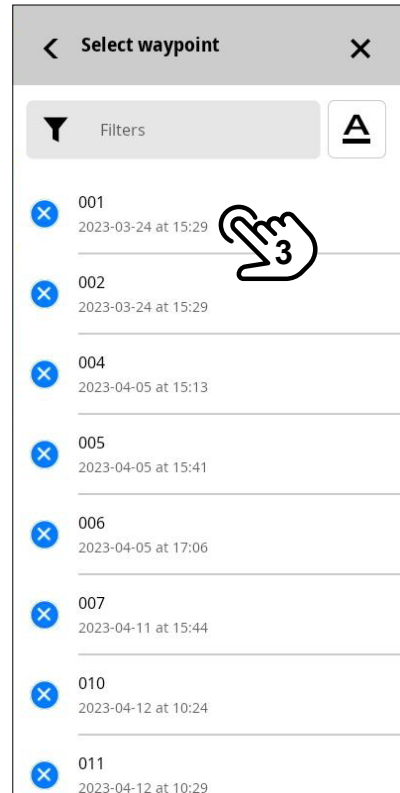 Select waypoint
Filters
A
001
2023-03-24 at 15:29
3
002
2023-03-24 at 15:29
004
2023-04-05 at 15:13
005
2023-04-05 at 15:41
006
2023-04-05 at 17:06
007
2023-04-11 at 15:44
010
2023-04-12 at 10:24
011
2023-04-12 at 10:29